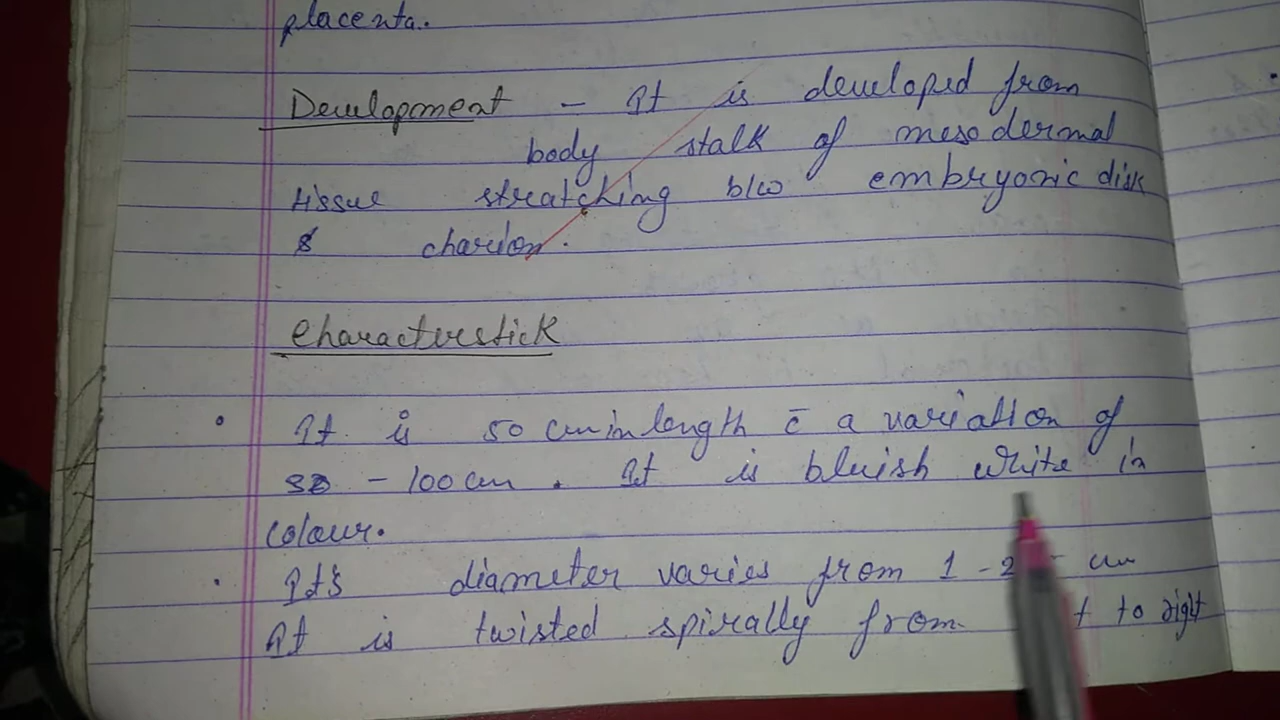 placenta.
Development - It is developed from
body stalk of mesodermal
tissue streatching b/w embryonic disk
& chorion.
Characterstick
• It is 50 cm in length c̄ a variation of
30 - 100 cm. It is bluish white in
colour.
• It's diameter varies from 1 - 2 cm
It is twisted spirally from to right